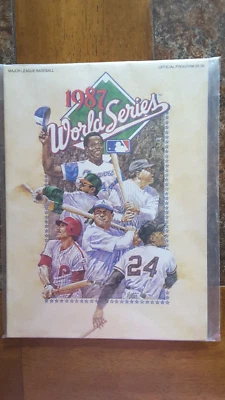 MAJOR LEAGUE BASEBALL
OFFICIAL PROGRAM
1987
World Series
24